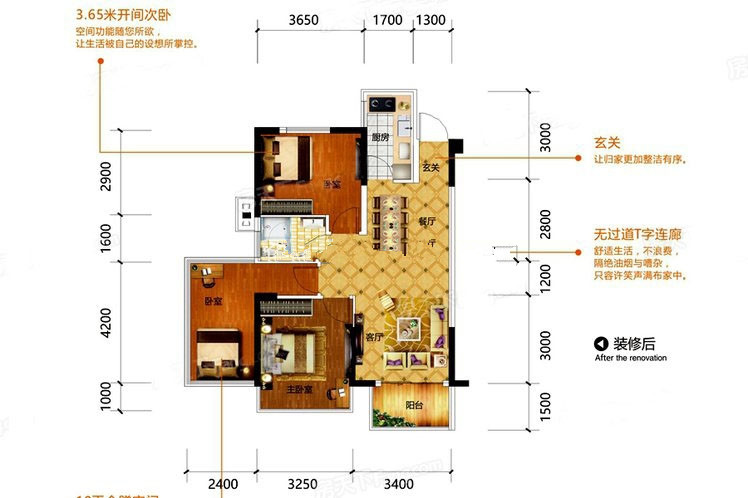 3.65米开间次卧
空间功能随您所欲，
让生活被自己的设想所掌控。
3650
1700
1300
2900
1600
4200
1000
3000
2800
1200
3000
1500
厨房
玄关
卧室
餐厅
厅
卧室
客厅
主卧室
阳台
玄关
让归家更加整洁有序。
无过道T字连廊
舒适生活，不浪费，
隔绝油烟与嘈杂，
只容许笑声满布家中。
装修后
After the renovation
2400
3250
3400